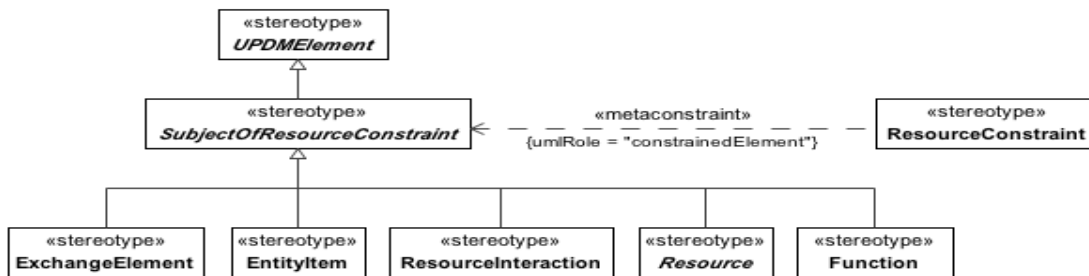 «stereotype»
UPDMElement
«stereotype»
SubjectOfResourceConstraint
«metaconstraint»
{umlRole = "constrainedElement"}
«stereotype»
ResourceConstraint
«stereotype»
ExchangeElement
«stereotype»
EntityItem
«stereotype»
ResourceInteraction
«stereotype»
Resource
«stereotype»
Function